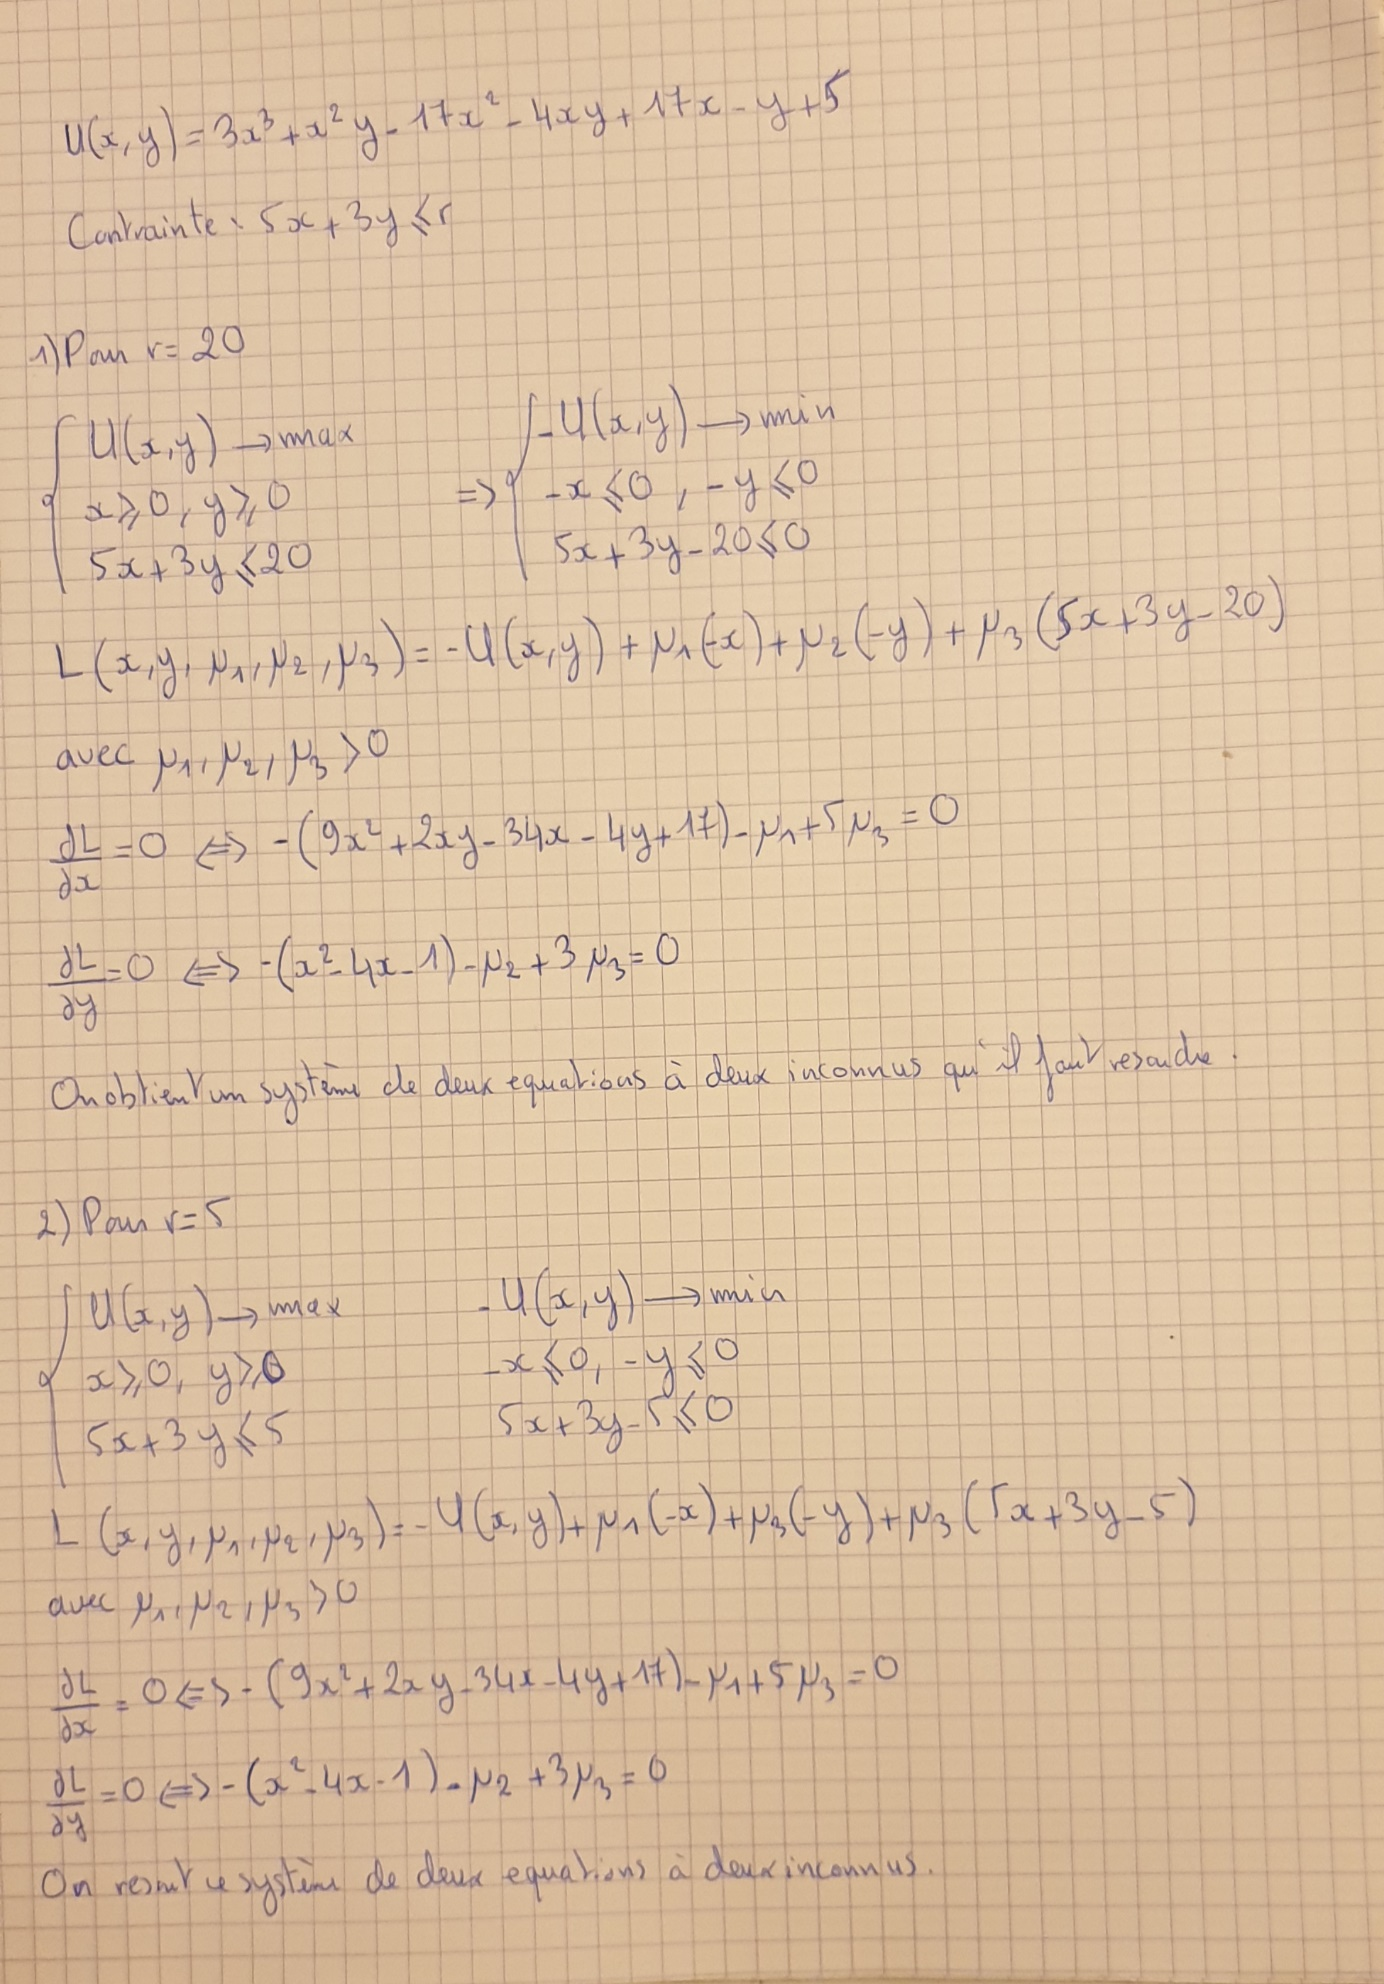 U(x,y) = 3x³ + x²y - 17x² - 4xy + 17x - y + 5
Contrainte : 5x + 3y ≤ r
1) Pour r = 20
U(x,y) → max ⇒ -U(x,y) → min
x ≥ 0, y ≥ 0 -x ≤ 0, -y ≤ 0
5x + 3y ≤ 20 5x + 3y - 20 ≤ 0
L(x, y, μ₁, μ₂, μ₃) = -U(x,y) + μ₁(-x) + μ₂(-y) + μ₃(5x + 3y - 20)
avec μ₁, μ₂, μ₃ > 0
∂L/∂x = 0 ⇔ -(9x² + 2xy - 34x - 4y + 17) - μ₁ + 5μ₃ = 0
∂L/∂y = 0 ⇔ -(x² - 4x - 1) - μ₂ + 3μ₃ = 0
On obtient un système de deux equations à deux inconnus qu'il faut resoudre.
2) Pour r = 5
U(x,y) → max -U(x,y) → min
x ≥ 0, y ≥ 0 -x ≤ 0, -y ≤ 0
5x + 3y ≤ 5 5x + 3y - 5 ≤ 0
L(x, y, μ₁, μ₂, μ₃) = -U(x,y) + μ₁(-x) + μ₂(-y) + μ₃(5x + 3y - 5)
avec μ₁, μ₂, μ₃ > 0
∂L/∂x = 0 ⇔ -(9x² + 2xy - 34x - 4y + 17) - μ₁ + 5μ₃ = 0
∂L/∂y = 0 ⇔ -(x² - 4x - 1) - μ₂ + 3μ₃ = 0
On resout ce système de deux equations à deux inconnus.